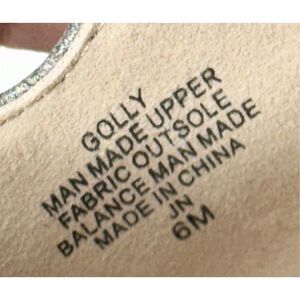 GOLLY
MAN MADE UPPER
FABRIC OUTSOLE
BALANCE MAN MADE
MADE IN CHINA
JN
6M